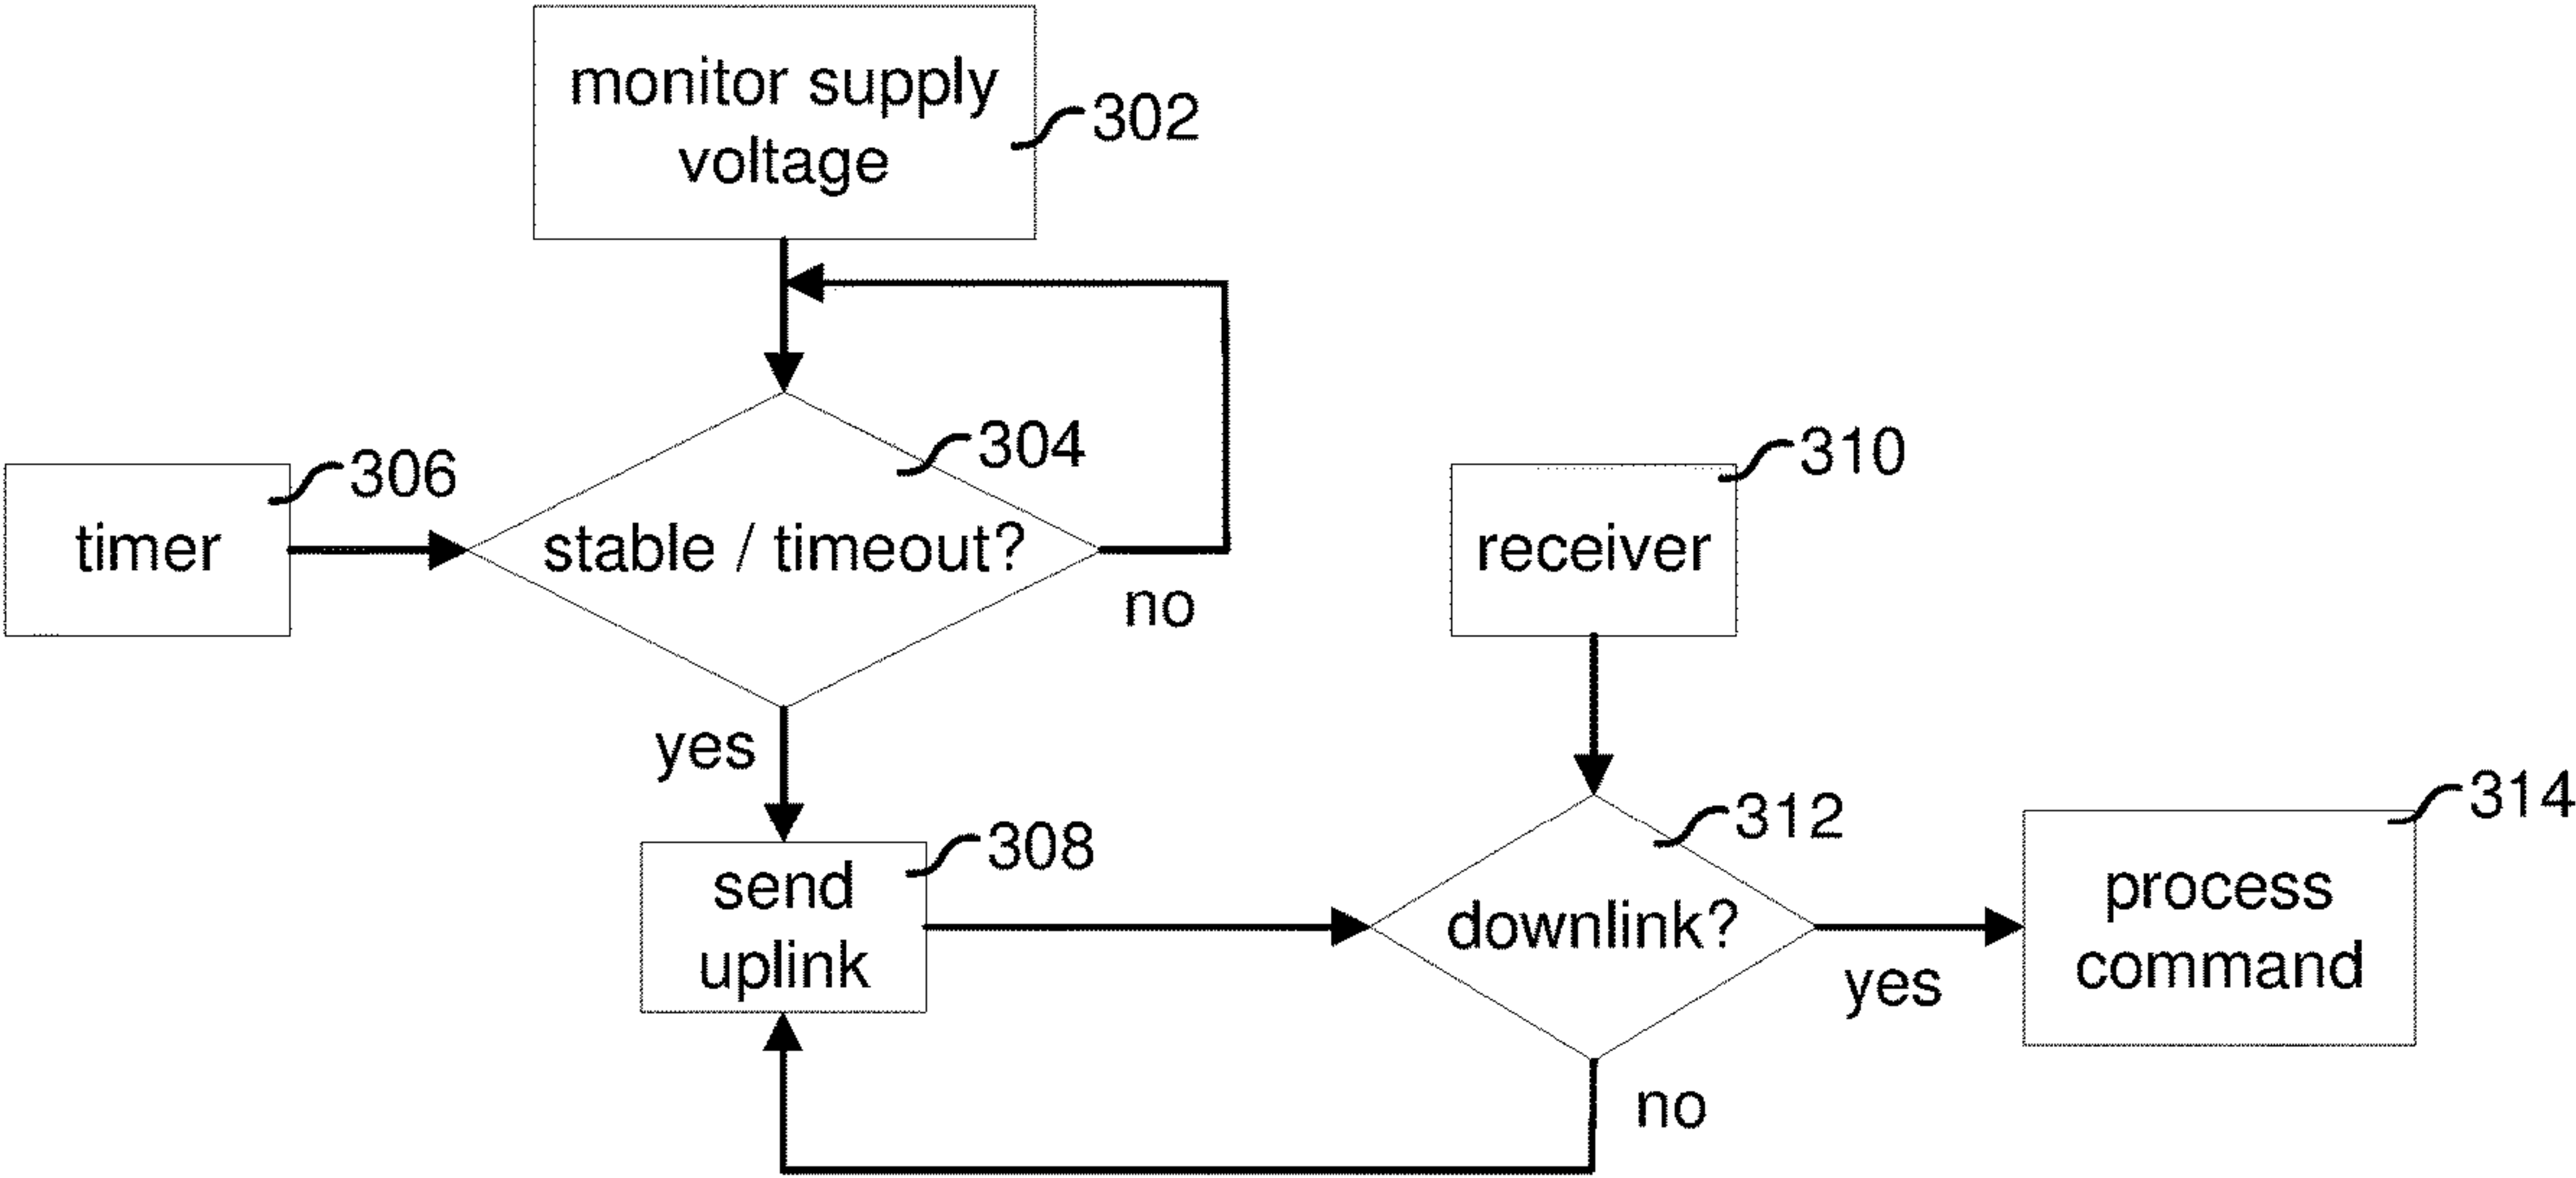 monitor supply
voltage
302
304
306
timer
stable / timeout?
no
310
receiver
yes
308
send
uplink
312
downlink?
yes
no
314
process
command